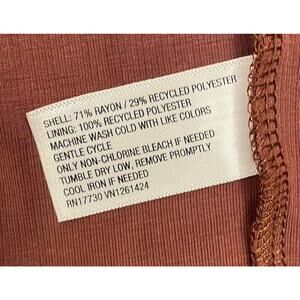 SHELL: 71% RAYON / 29% RECYCLED POLYESTER
LINING: 100% RECYCLED POLYESTER
MACHINE WASH COLD WITH LIKE COLORS
GENTLE CYCLE
ONLY NON-CHLORINE BLEACH IF NEEDED
TUMBLE DRY LOW, REMOVE PROMPTLY
COOL IRON IF NEEDED
RN17730 VN1261424